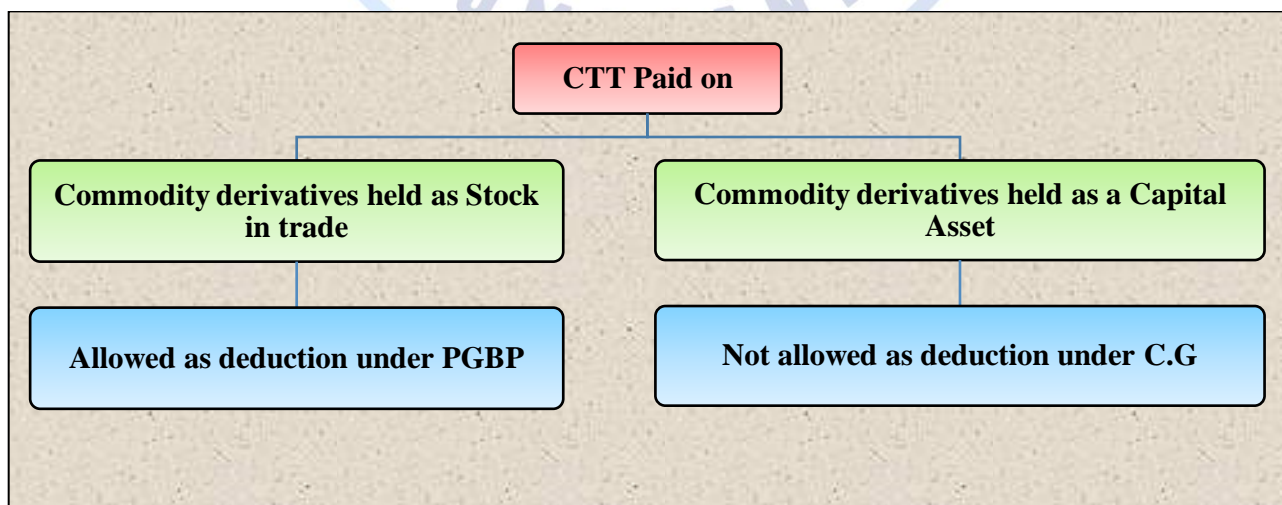 CTT Paid on
Commodity derivatives held as Stock
in trade
Commodity derivatives held as a Capital
Asset
Allowed as deduction under PGBP
Not allowed as deduction under C.G